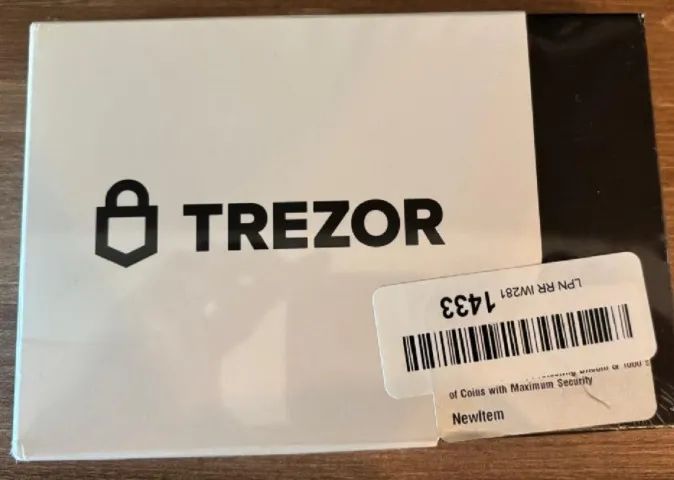 TREZOR
LPN RR IW281
1433
of Coins with Maximum Security
NewItem